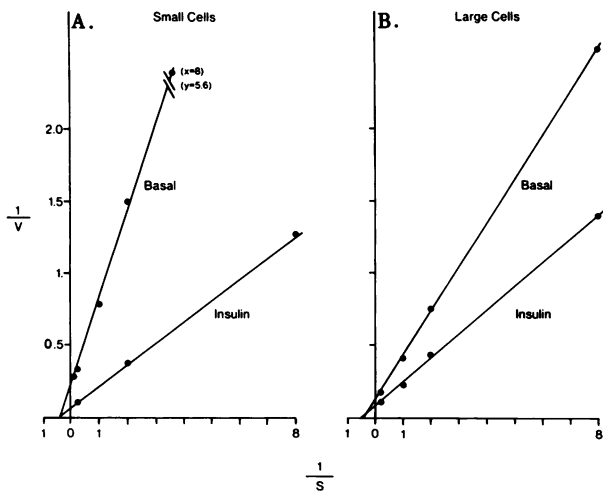 A. Small Cells
B. Large Cells
(x=8)
(y=5.6)
2.0
1.5
1.
0.5
1
V
Basal
Insulin
Basal
Insulin
1 0 1 8
1 0 1 8
1
S